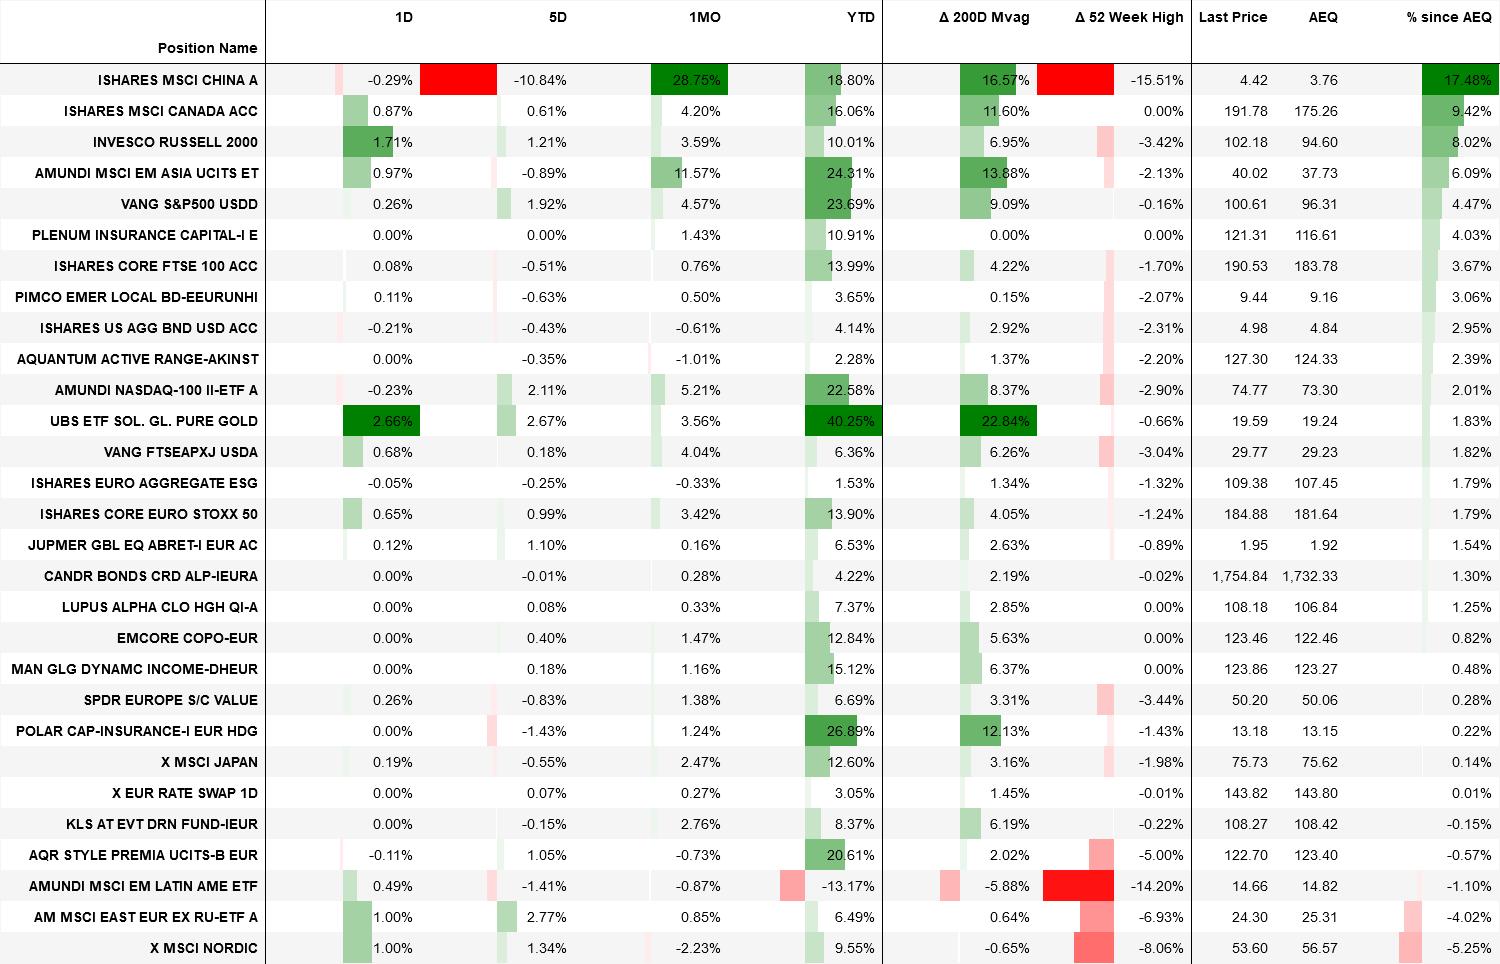 1D 5D 1MO YTD Δ 200D Mvag Δ 52 Week High Last Price AEQ % since AEQ
Position Name
ISHARES MSCI CHINA A -0.29% -10.84% 28.75% 18.80% 16.57% -15.51% 4.42 3.76 17.48%
ISHARES MSCI CANADA ACC 0.87% 0.61% 4.20% 16.06% 11.60% 0.00% 191.78 175.26 9.42%
INVESCO RUSSELL 2000 1.71% 1.21% 3.59% 10.01% 6.95% -3.42% 102.18 94.60 8.02%
AMUNDI MSCI EM ASIA UCITS ET 0.97% -0.89% 11.57% 24.31% 13.88% -2.13% 40.02 37.73 6.09%
VANG S&P500 USDD 0.26% 1.92% 4.57% 23.69% 9.09% -0.16% 100.61 96.31 4.47%
PLENUM INSURANCE CAPITAL-I E 0.00% 0.00% 1.43% 10.91% 0.00% 0.00% 121.31 116.61 4.03%
ISHARES CORE FTSE 100 ACC 0.08% -0.51% 0.76% 13.99% 4.22% -1.70% 190.53 183.78 3.67%
PIMCO EMER LOCAL BD-EEURUNHI 0.11% -0.63% 0.50% 3.65% 0.15% -2.07% 9.44 9.16 3.06%
ISHARES US AGG BND USD ACC -0.21% -0.43% -0.61% 4.14% 2.92% -2.31% 4.98 4.84 2.95%
AQUANTUM ACTIVE RANGE-AKINST 0.00% -0.35% -1.01% 2.28% 1.37% -2.20% 127.30 124.33 2.39%
AMUNDI NASDAQ-100 II-ETF A -0.23% 2.11% 5.21% 22.58% 8.37% -2.90% 74.77 73.30 2.01%
UBS ETF SOL. GL. PURE GOLD 2.66% 2.67% 3.56% 40.25% 22.84% -0.66% 19.59 19.24 1.83%
VANG FTSEAPXJ USDA 0.68% 0.18% 4.04% 6.36% 6.26% -3.04% 29.77 29.23 1.82%
ISHARES EURO AGGREGATE ESG -0.05% -0.25% -0.33% 1.53% 1.34% -1.32% 109.38 107.45 1.79%
ISHARES CORE EURO STOXX 50 0.65% 0.99% 3.42% 13.90% 4.05% -1.24% 184.88 181.64 1.79%
JUPMER GBL EQ ABRET-I EUR AC 0.12% 1.10% 0.16% 6.53% 2.63% -0.89% 1.95 1.92 1.54%
CANDR BONDS CRD ALP-IEURA 0.00% -0.01% 0.28% 4.22% 2.19% -0.02% 1,754.84 1,732.33 1.30%
LUPUS ALPHA CLO HGH QI-A 0.00% 0.08% 0.33% 7.37% 2.85% 0.00% 108.18 106.84 1.25%
EMCORE COPO-EUR 0.00% 0.40% 1.47% 12.84% 5.63% 0.00% 123.46 122.46 0.82%
MAN GLG DYNAMC INCOME-DHEUR 0.00% 0.18% 1.16% 15.12% 6.37% 0.00% 123.86 123.27 0.48%
SPDR EUROPE S/C VALUE 0.26% -0.83% 1.38% 6.69% 3.31% -3.44% 50.20 50.06 0.28%
POLAR CAP-INSURANCE-I EUR HDG 0.00% -1.43% 1.24% 26.89% 12.13% -1.43% 13.18 13.15 0.22%
X MSCI JAPAN 0.19% -0.55% 2.47% 12.60% 3.16% -1.98% 75.73 75.62 0.14%
X EUR RATE SWAP 1D 0.00% 0.07% 0.27% 3.05% 1.45% -0.01% 143.82 143.80 0.01%
KLS AT EVT DRN FUND-IEUR 0.00% -0.15% 2.76% 8.37% 6.19% -0.22% 108.27 108.42 -0.15%
AQR STYLE PREMIA UCITS-B EUR -0.11% 1.05% -0.73% 20.61% 2.02% -5.00% 122.70 123.40 -0.57%
AMUNDI MSCI EM LATIN AME ETF 0.49% -1.41% -0.87% -13.17% -5.88% -14.20% 14.66 14.82 -1.10%
AM MSCI EAST EUR EX RU-ETF A 1.00% 2.77% 0.85% 6.49% 0.64% -6.93% 24.30 25.31 -4.02%
X MSCI NORDIC 1.00% 1.34% -2.23% 9.55% -0.65% -8.06% 53.60 56.57 -5.25%